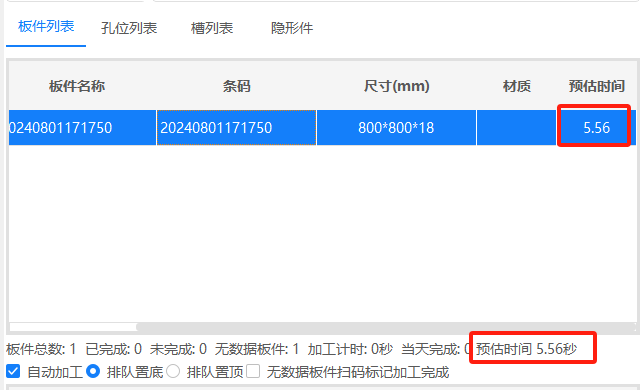 板件列表 孔位列表 槽列表 隐形件
板件名称 条码 尺寸(mm) 材质 预估时间
0240801171750 20240801171750 800*800*18 5.56
板件总数: 1 已完成: 0 未完成: 0 无数据板件: 1 加工计时: 0秒 当天完成: 0 预估时间 5.56秒
自动加工 排队置底 排队置顶 无数据板件扫码标记加工完成